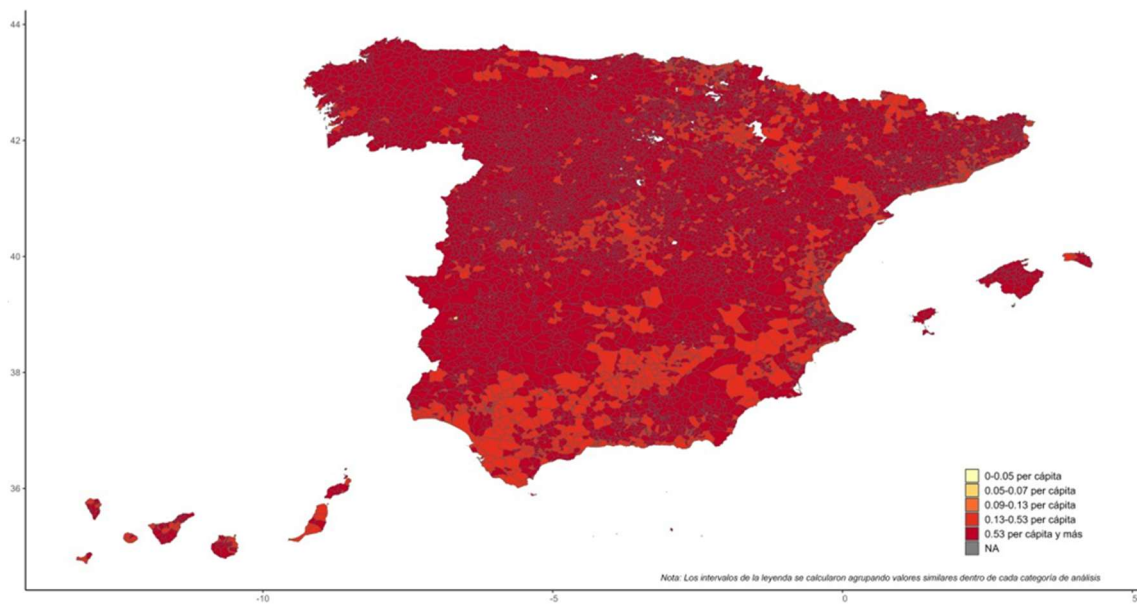 44
42
40
38
36
0-0.05 per cápita
0.05-0.07 per cápita
0.09-0.13 per cápita
0.13-0.53 per cápita
0.53 per cápita y más
NA
Nota: Los intervalos de la leyenda se calcularon agrupando valores similares dentro de cada categoría de análisis
-10
-5
0
5